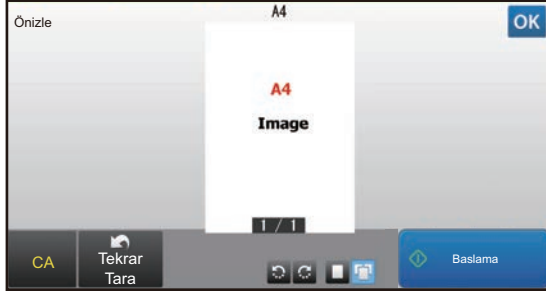 A4
Önizle
OK
A4
Image
1 / 1
CA
Tekrar
Tara
Baslama